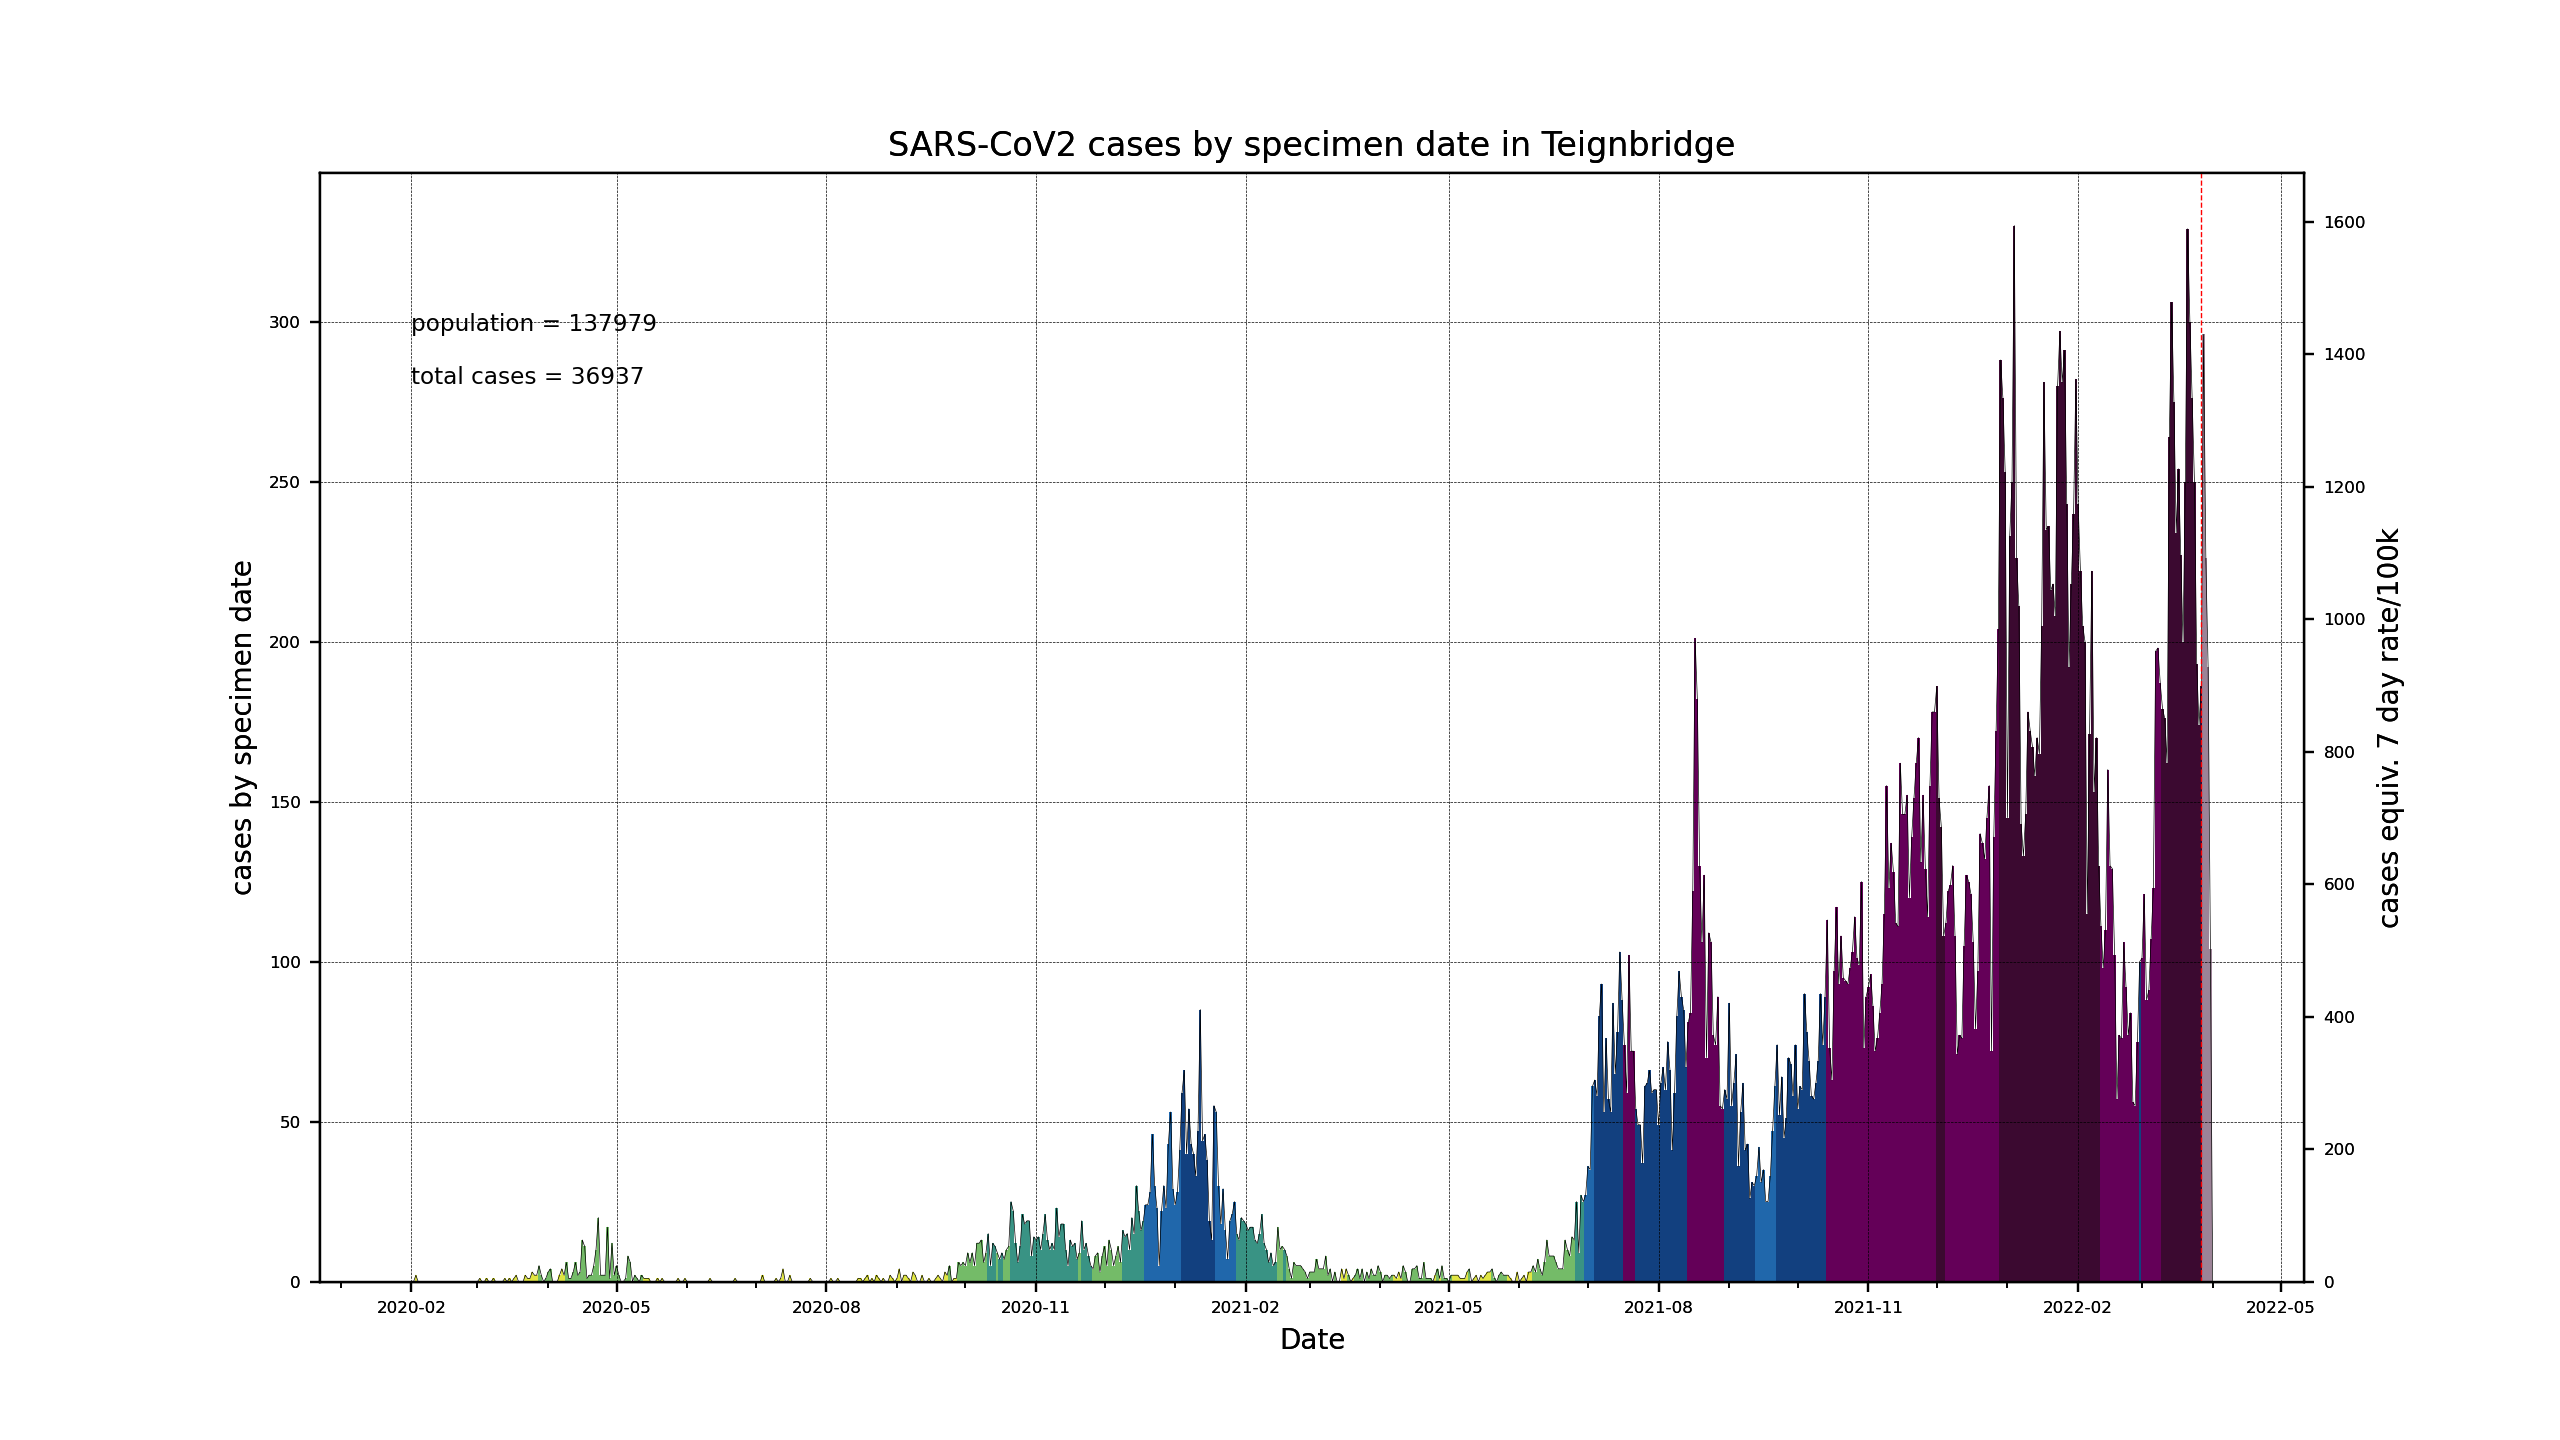 SARS-CoV2 cases by specimen date in Teignbridge
population = 137979
total cases = 36937
cases by specimen date
300
250
200
150
100
50
0
1600
1400
1200
1000
800
600
400
200
0
cases equiv. 7 day rate/100k
2020-02 2020-05 2020-08 2020-11 2021-02 2021-05 2021-08 2021-11 2022-02 2022-05
Date